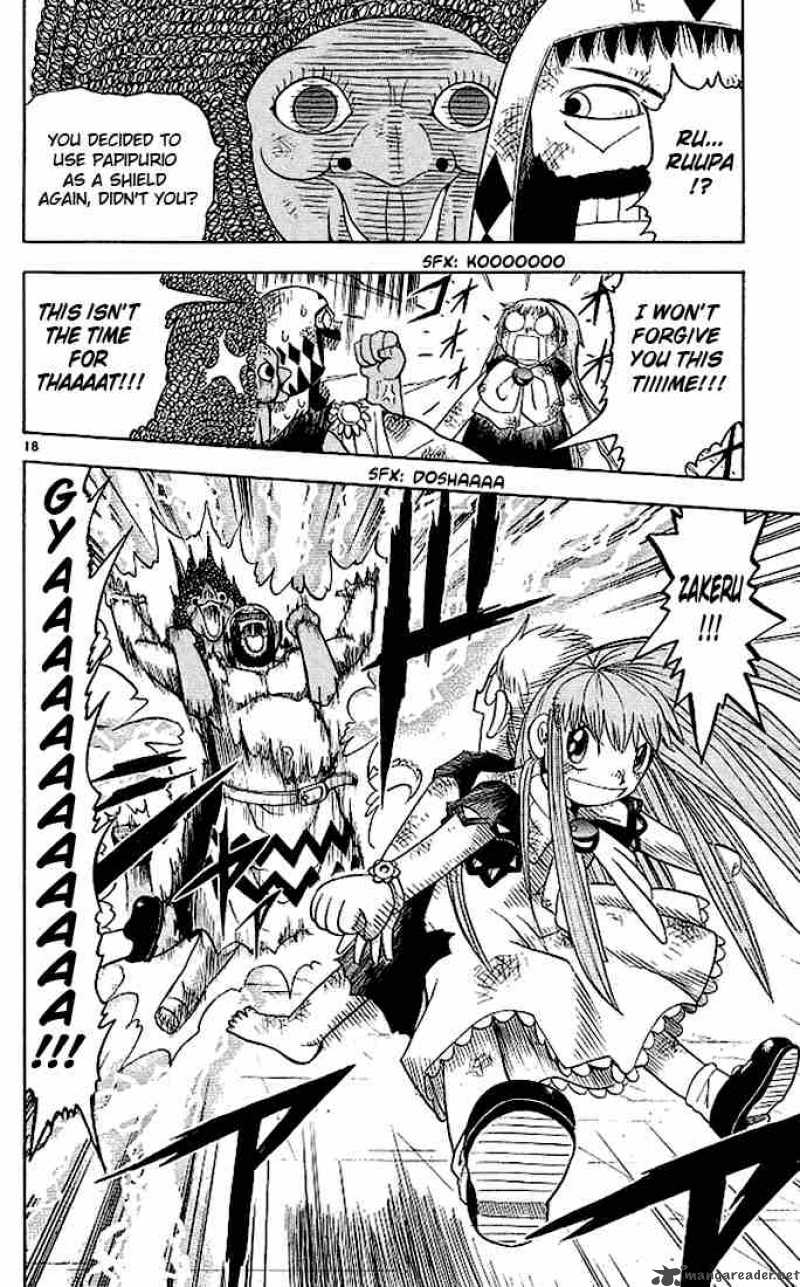 RU...
RUUPA
!?
YOU DECIDED TO
USE PAPIPURIO
AS A SHIELD
AGAIN, DIDN'T YOU?
SFX: KOOOOOOO
I WON'T
FORGIVE
YOU THIS
TIIIIME!!!
THIS ISN'T
THE TIME
FOR
THAAAAT!!!
18
SFX: DOSHAAAA
ZAKERU
!!!
GYAAAAAAAAAAAAAAA!!!
mangareader.net